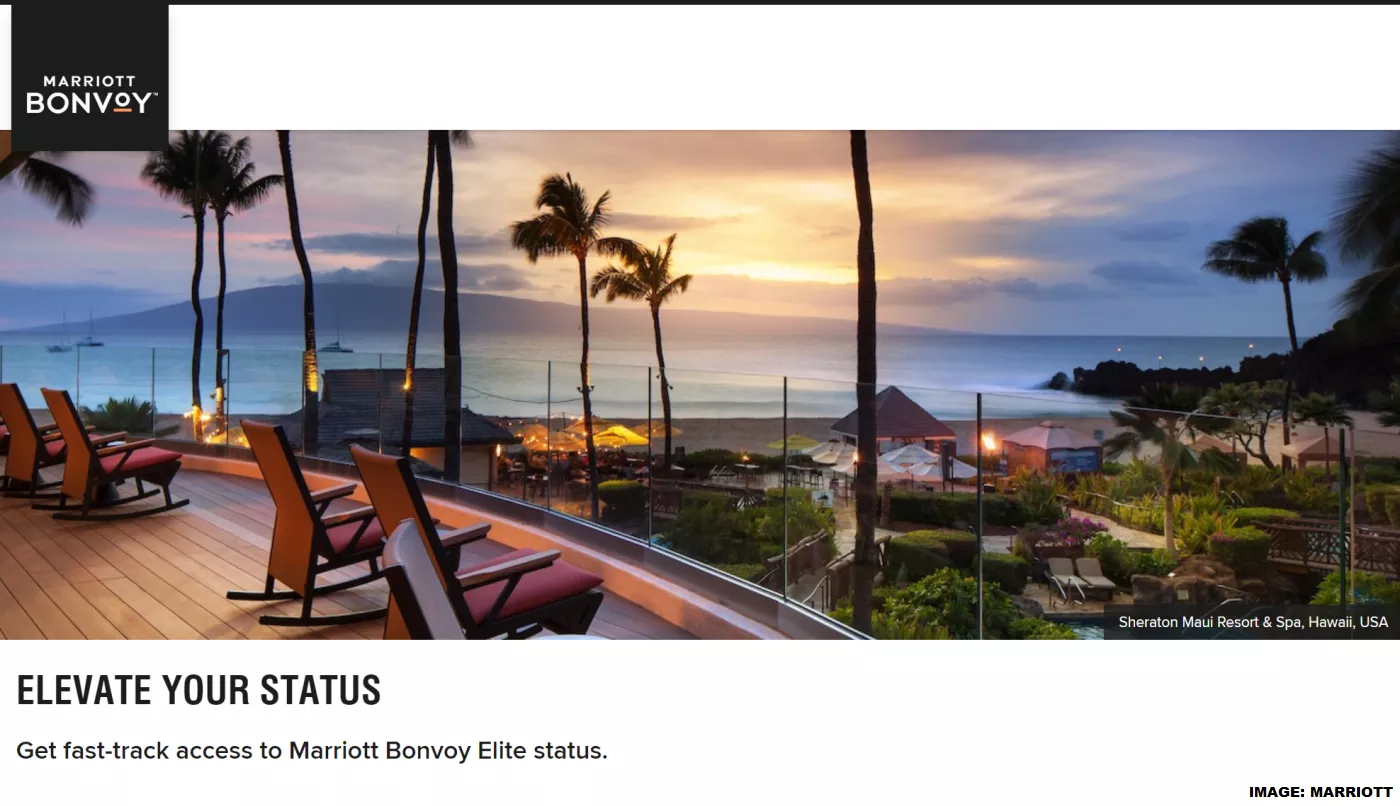 MARRIOTT
BONVOY™
Sheraton Maui Resort & Spa, Hawaii, USA
ELEVATE YOUR STATUS
Get fast-track access to Marriott Bonvoy Elite status.
IMAGE: MARRIOTT